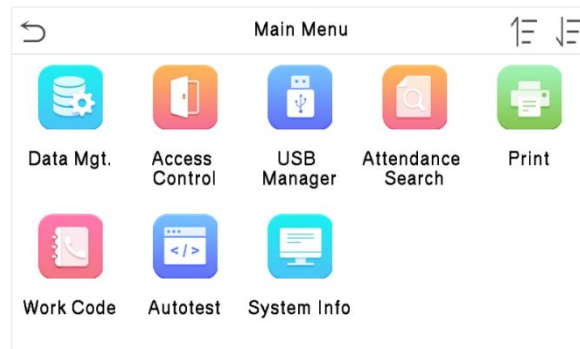 Main Menu
Data Mgt.
Access
Control
USB
Manager
Attendance
Search
Print
Work Code
Autotest
System Info